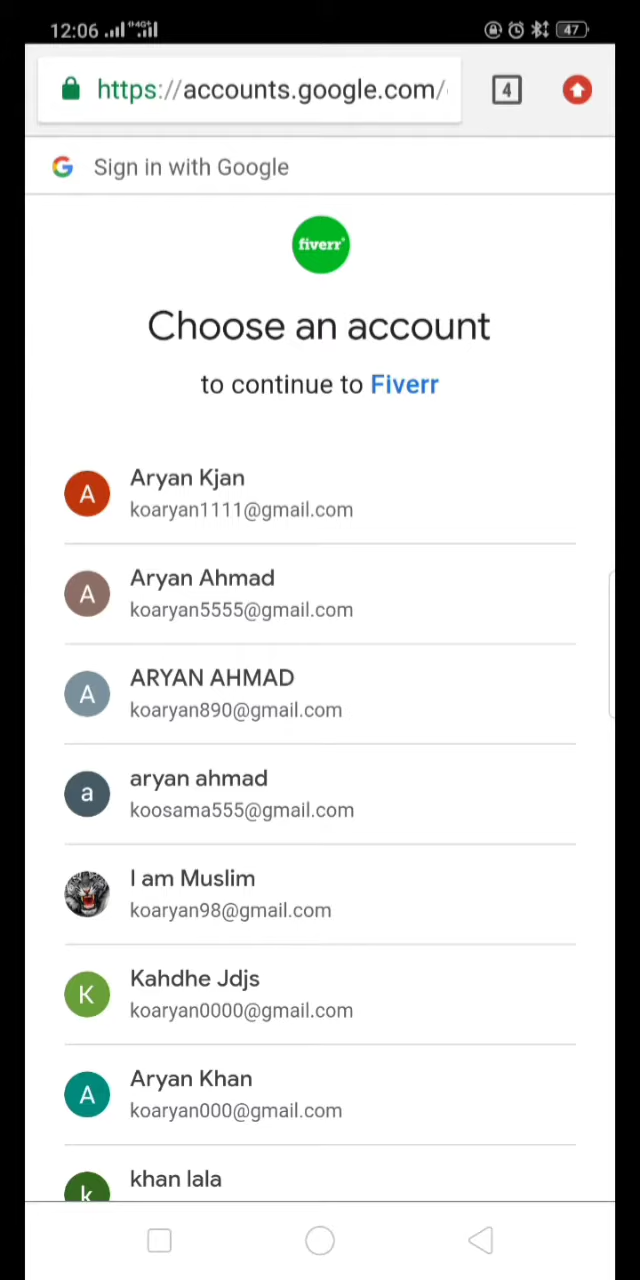 12:06
4G+
47
https://accounts.google.com/
4
Sign in with Google
fiverr
Choose an account
to continue to Fiverr
A
Aryan Kjan
koaryan1111@gmail.com
A
Aryan Ahmad
koaryan5555@gmail.com
A
ARYAN AHMAD
koaryan890@gmail.com
a
aryan ahmad
koosama555@gmail.com
I am Muslim
koaryan98@gmail.com
K
Kahdhe Jdjs
koaryan0000@gmail.com
A
Aryan Khan
koaryan000@gmail.com
k
khan lala